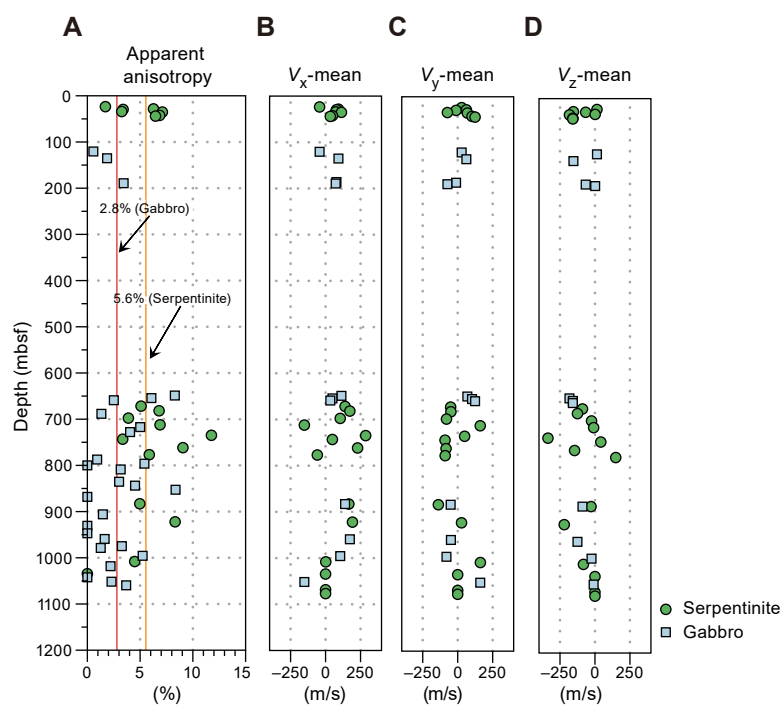 A
B
C
D
Apparent
anisotropy
Vx-mean
Vy-mean
Vz-mean
0
100
200
300
400
500
600
700
800
900
1000
1100
1200
Depth (mbsf)
2.8% (Gabbro)
5.6% (Serpentinite)
0 5 10 15
(%)
−250 0 250
(m/s)
−250 0 250
(m/s)
−250 0 250
(m/s)
Serpentinite
Gabbro